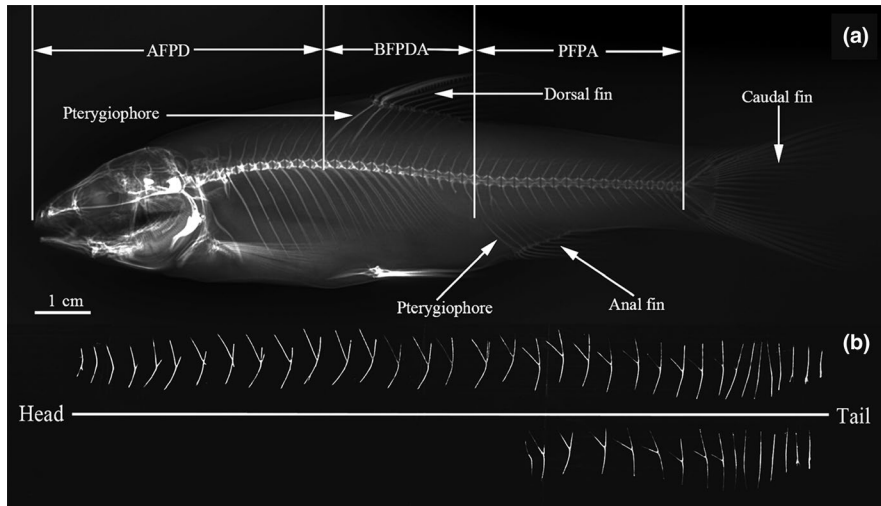 (a)
AFPD BFPDA PFPA
Dorsal fin
Caudal fin
Pterygiophore
Pterygiophore
Anal fin
1 cm
(b)
Head Tail